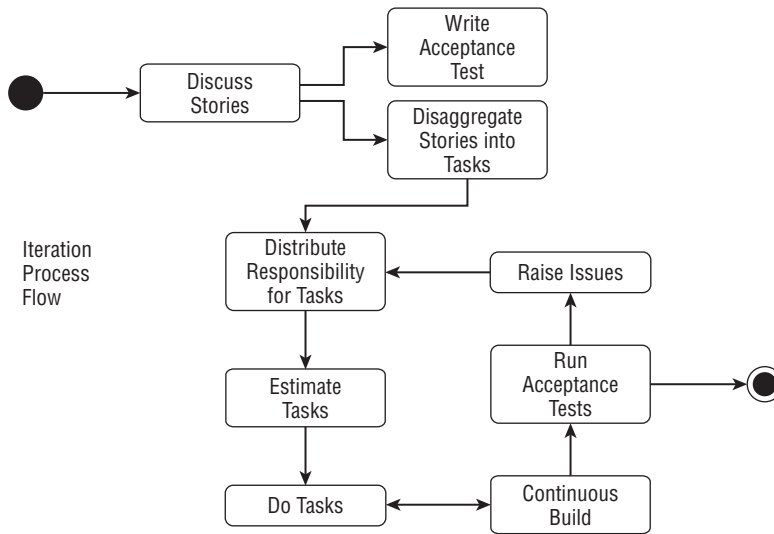 Write
Acceptance
Test
Discuss
Stories
Disaggregate
Stories into
Tasks
Iteration
Process
Flow
Distribute
Responsibility
for Tasks
Raise Issues
Estimate
Tasks
Run
Acceptance
Tests
Do Tasks
Continuous
Build